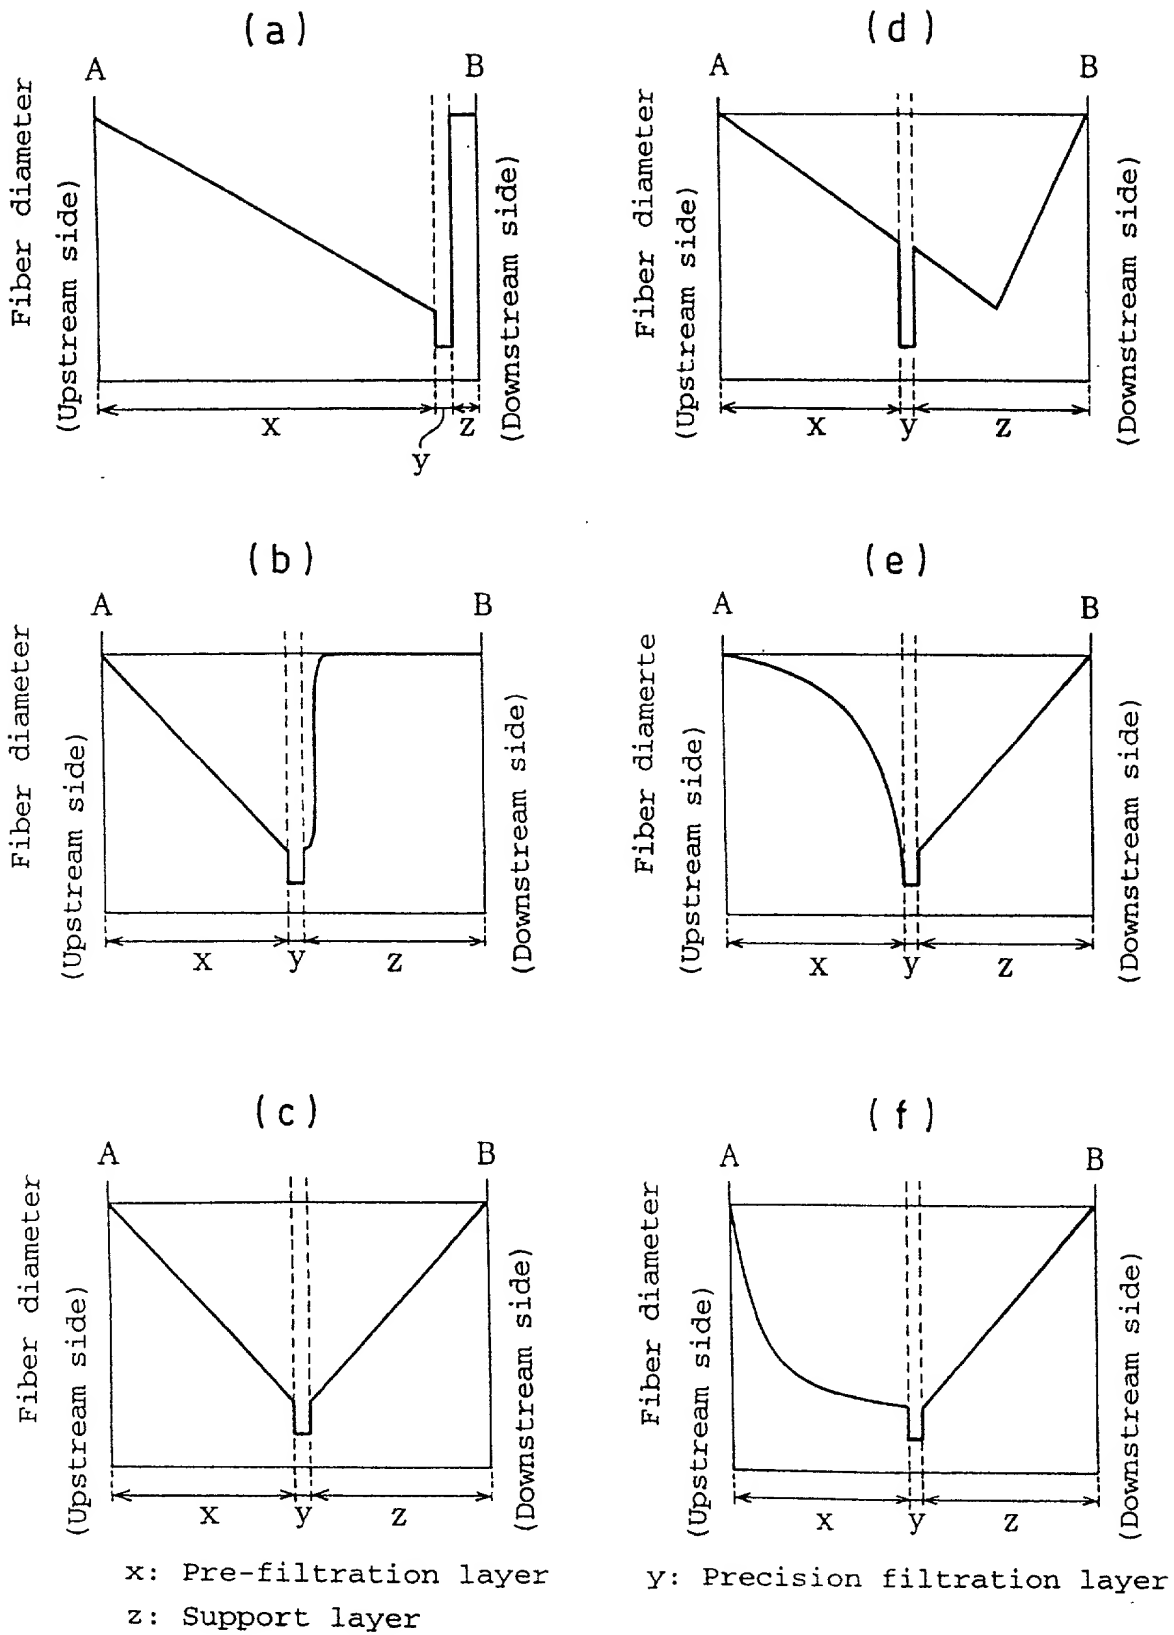 (a)
A
B
Fiber diameter
(Upstream side)
(Downstream side)
x
y
z
(b)
A
B
Fiber diameter
(Upstream side)
(Downstream side)
x
y
z
(c)
A
B
Fiber diameter
(Upstream side)
(Downstream side)
x
y
z
(d)
A
B
Fiber diameter
(Upstream side)
(Downstream side)
x
y
z
(e)
A
B
Fiber diamerte
(Upstream side)
(Downstream side)
x
y
z
(f)
A
B
Fiber diameter
(Upstream side)
(Downstream side)
x
y
z
x: Pre-filtration layer
y: Precision filtration layer
z: Support layer